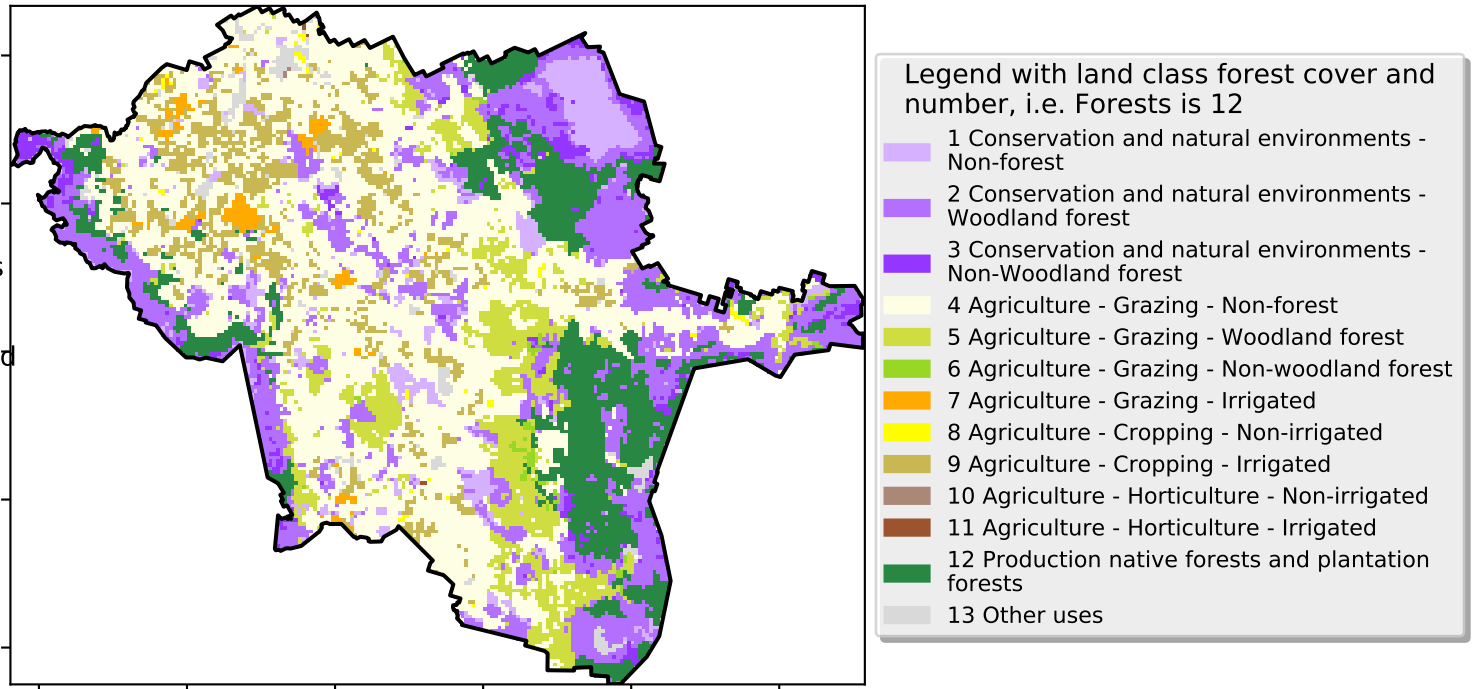 Legend with land class forest cover and
number, i.e. Forests is 12
1 Conservation and natural environments -
Non-forest
2 Conservation and natural environments -
Woodland forest
3 Conservation and natural environments -
Non-Woodland forest
4 Agriculture - Grazing - Non-forest
5 Agriculture - Grazing - Woodland forest
6 Agriculture - Grazing - Non-woodland forest
7 Agriculture - Grazing - Irrigated
8 Agriculture - Cropping - Non-irrigated
9 Agriculture - Cropping - Irrigated
10 Agriculture - Horticulture - Non-irrigated
11 Agriculture - Horticulture - Irrigated
12 Production native forests and plantation
forests
13 Other uses